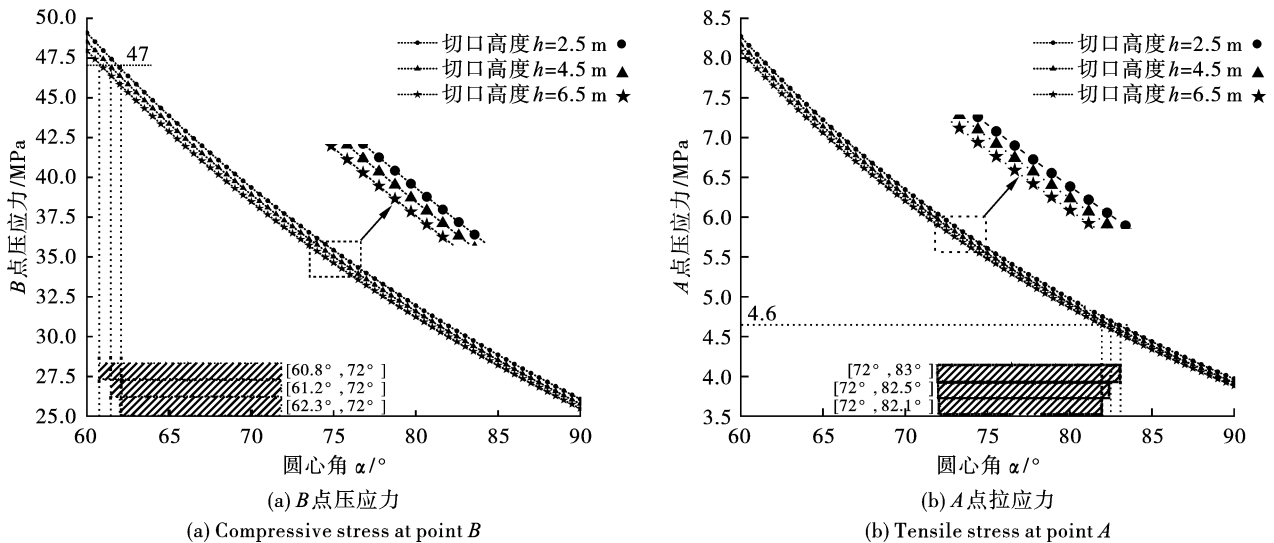 50.0
47.5
45.0
42.5
40.0
37.5
35.0
32.5
30.0
27.5
25.0
B点压应力/MPa
47
切口高度h=2.5 m
切口高度h=4.5 m
切口高度h=6.5 m
[60.8°,72°]
[61.2°,72°]
[62.3°,72°]
60 65 70 75 80 85 90
圆心角 α/°
(a) B点压应力
(a) Compressive stress at point B
8.5
8.0
7.5
7.0
6.5
6.0
5.5
5.0
4.5
4.0
3.5
A点压应力/MPa
切口高度h=2.5 m
切口高度h=4.5 m
切口高度h=6.5 m
4.6
[72°,83°]
[72°,82.5°]
[72°,82.1°]
60 65 70 75 80 85 90
圆心角 α/°
(b) A点拉应力
(b) Tensile stress at point A